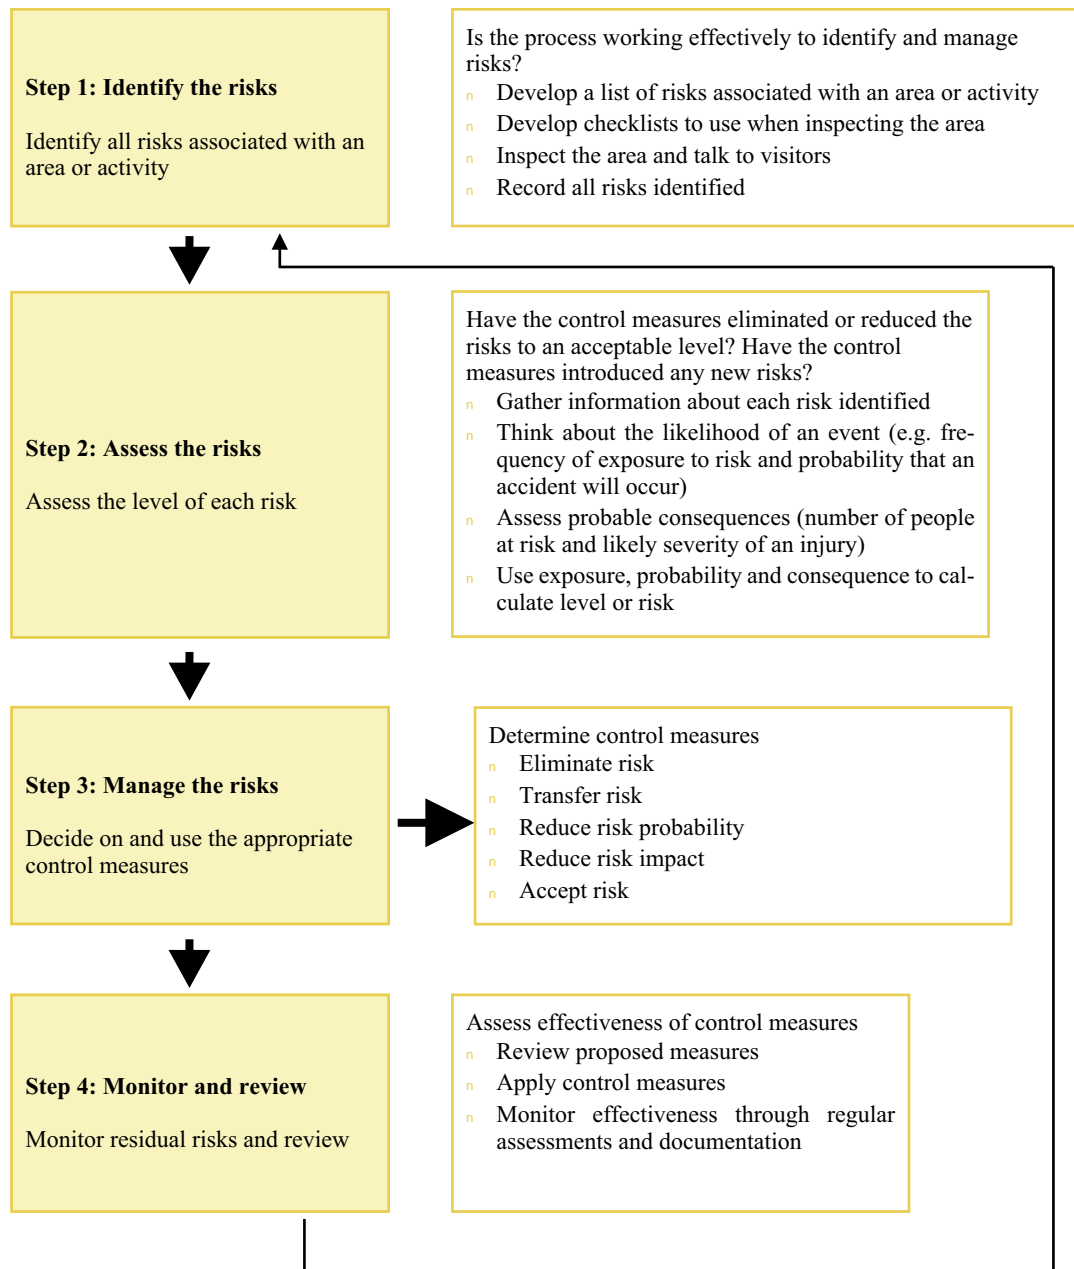 Step 1: Identify the risks
Identify all risks associated with an
area or activity
Is the process working effectively to identify and manage
risks?
n Develop a list of risks associated with an area or activity
n Develop checklists to use when inspecting the area
n Inspect the area and talk to visitors
n Record all risks identified
Step 2: Assess the risks
Assess the level of each risk
Have the control measures eliminated or reduced the
risks to an acceptable level? Have the control
measures introduced any new risks?
n Gather information about each risk identified
n Think about the likelihood of an event (e.g. fre-
quency of exposure to risk and probability that an
accident will occur)
n Assess probable consequences (number of people
at risk and likely severity of an injury)
n Use exposure, probability and consequence to cal-
culate level or risk
Step 3: Manage the risks
Decide on and use the appropriate
control measures
Determine control measures
n Eliminate risk
n Transfer risk
n Reduce risk probability
n Reduce risk impact
n Accept risk
Step 4: Monitor and review
Monitor residual risks and review
Assess effectiveness of control measures
n Review proposed measures
n Apply control measures
n Monitor effectiveness through regular
assessments and documentation